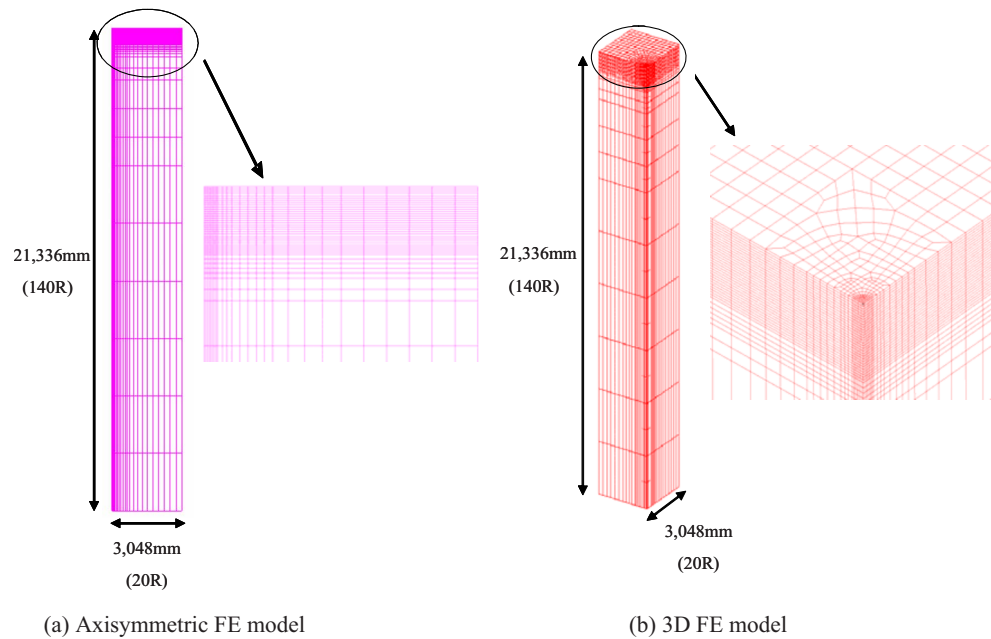 21,336mm
(140R)
3,048mm
(20R)
(a) Axisymmetric FE model
21,336mm
(140R)
3,048mm
(20R)
(b) 3D FE model